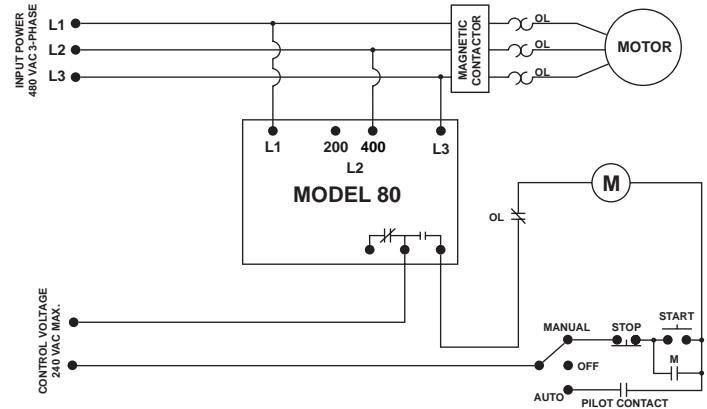 INPUT POWER
480 VAC 3-PHASE
L1
L2
L3
MAGNETIC
CONTACTOR
OL
OL
OL
MOTOR
L1
200
400
L3
L2
MODEL 80
M
OL
CONTROL VOLTAGE
240 VAC MAX.
MANUAL
STOP
START
M
OFF
AUTO
PILOT CONTACT